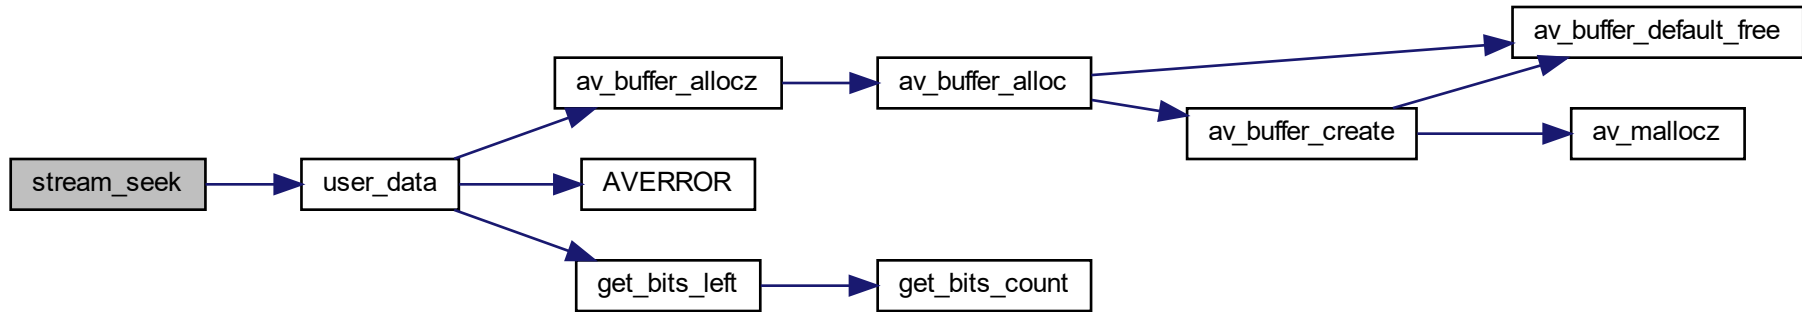 stream_seek
user_data
av_buffer_allocz
AVERROR
get_bits_left
av_buffer_alloc
get_bits_count
av_buffer_create
av_buffer_default_free
av_mallocz